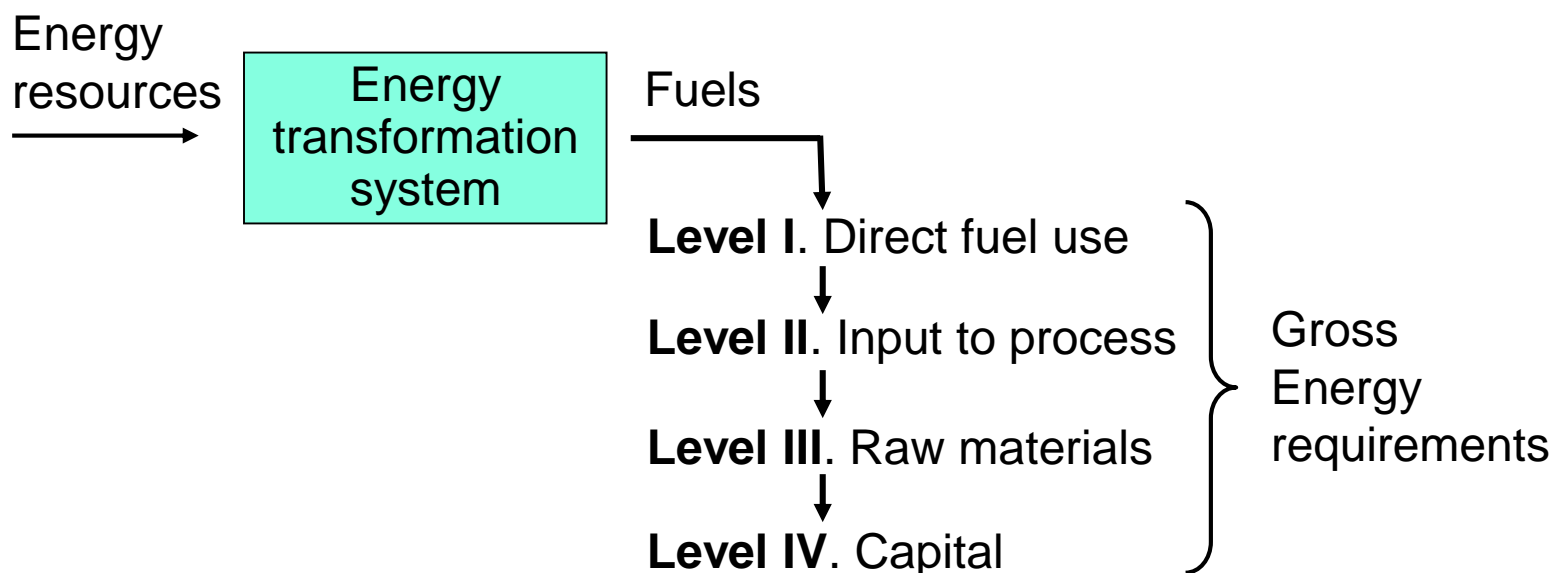 Energy
resources
Energy
transformation
system
Fuels
Level I. Direct fuel use
Level II. Input to process
Level III. Raw materials
Level IV. Capital
Gross
Energy
requirements